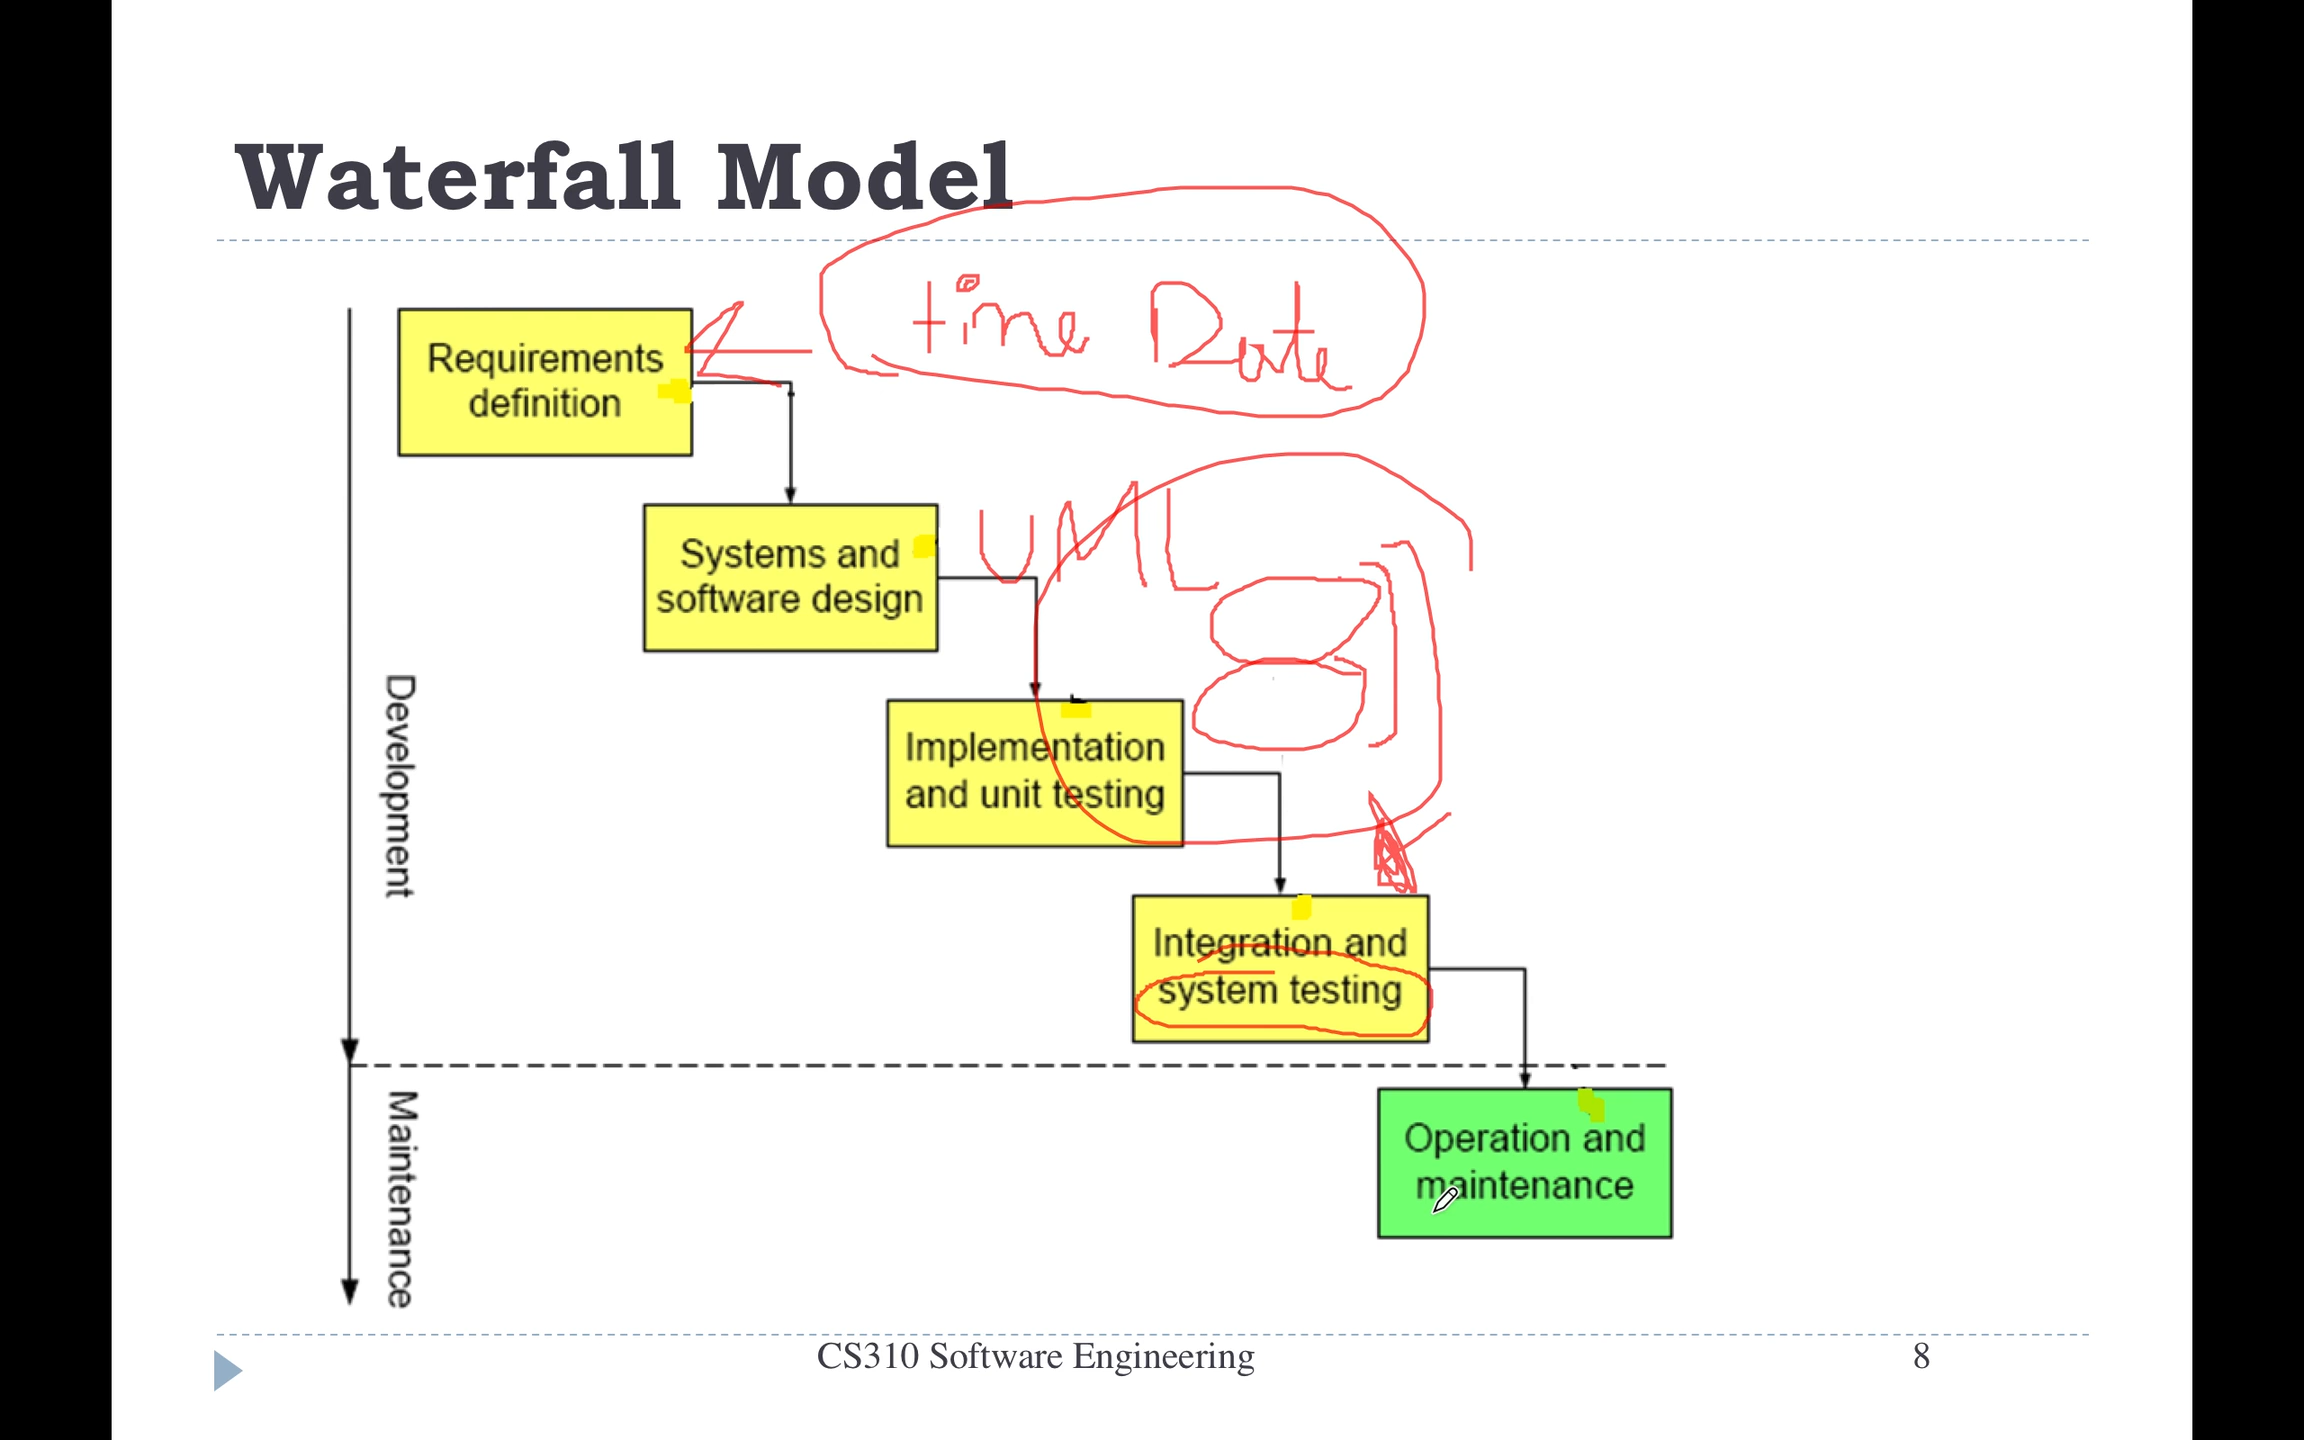 Waterfall Model
time Date
Requirements
definition
UML
Systems and
software design
Implementation
and unit testing
Development
Integration and
system testing
Operation and
maintenance
Maintenance
CS310 Software Engineering
8